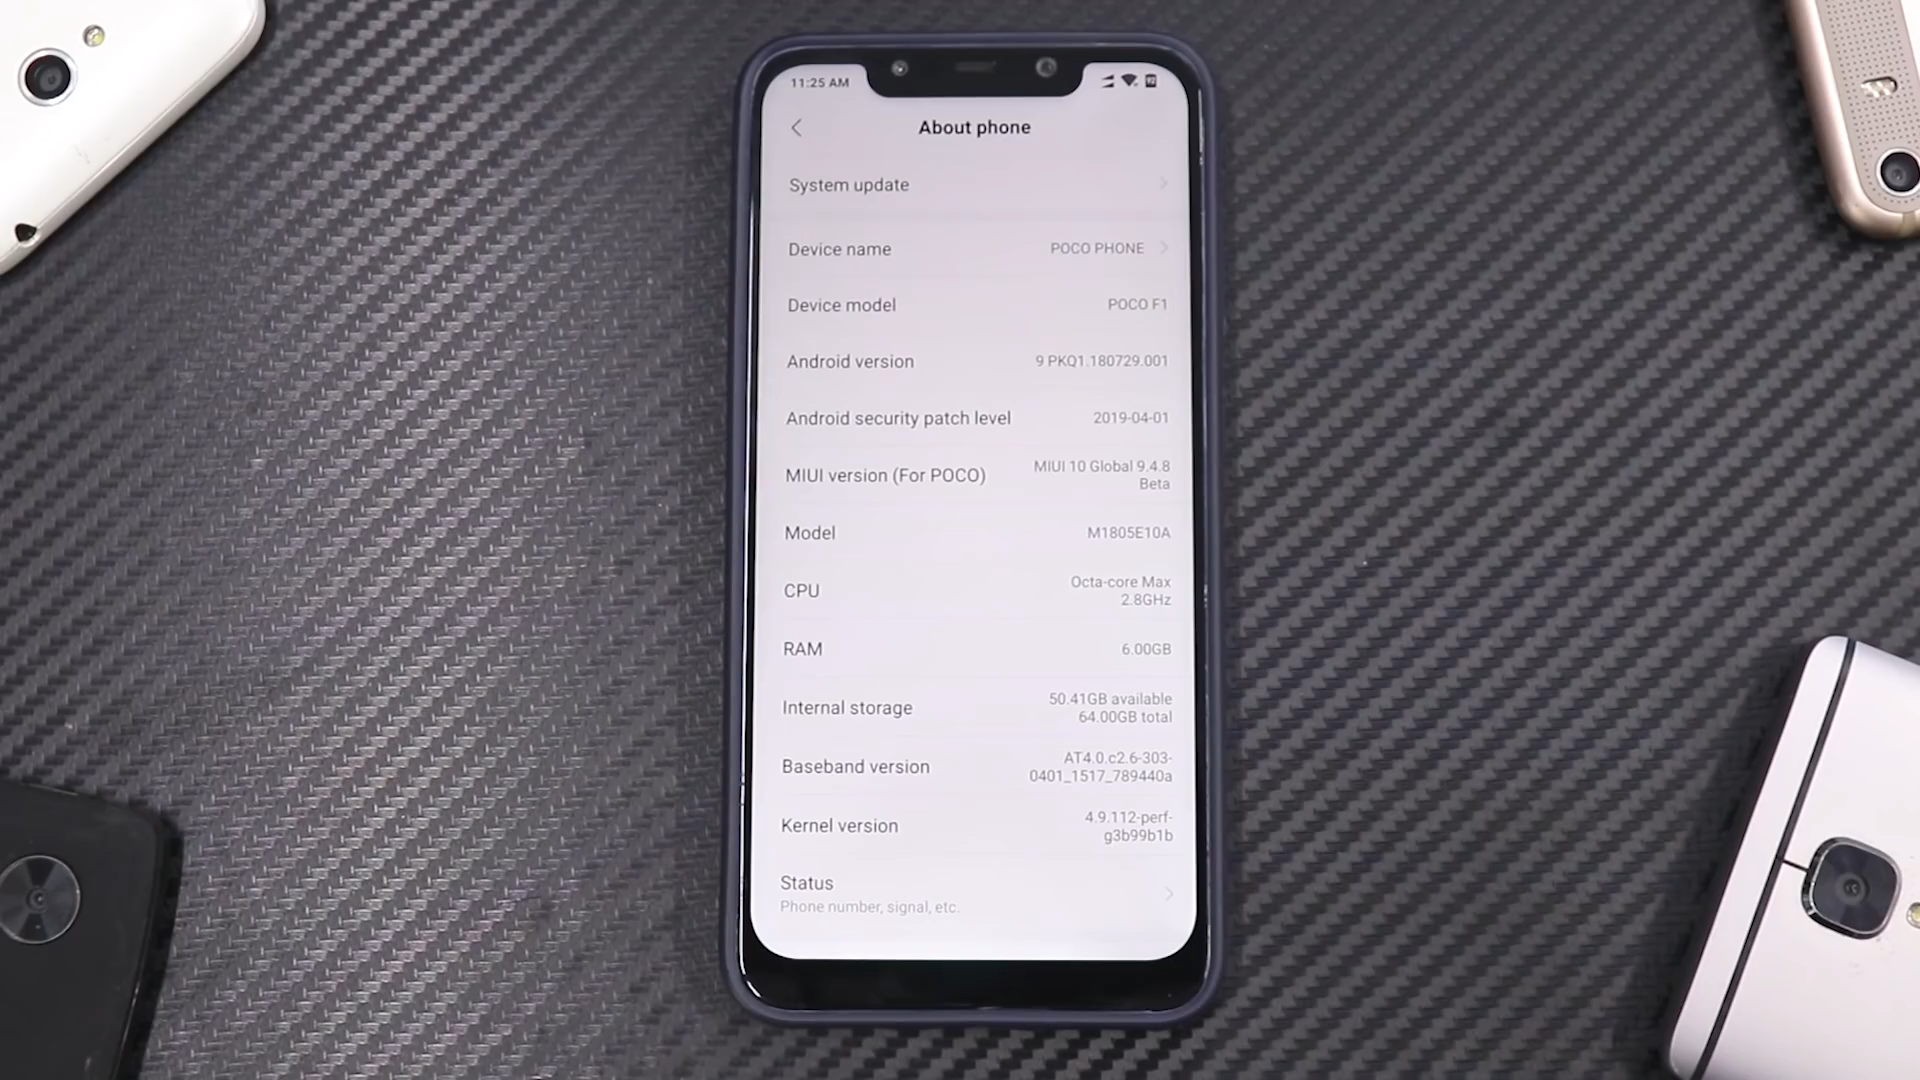 11:25 AM
92
About phone
System update
Device name POCO PHONE
Device model POCO F1
Android version 9 PKQ1.180729.001
Android security patch level 2019-04-01
MIUI version (For POCO) MIUI 10 Global 9.4.8
Beta
Model M1805E10A
CPU Octa-core Max
2.8GHz
RAM 6.00GB
Internal storage 50.41GB available
64.00GB total
Baseband version AT4.0.c2.6-303-
0401_1517_789440a
Kernel version 4.9.112-perf-
g3b99b1b
Status
Phone number, signal, etc.